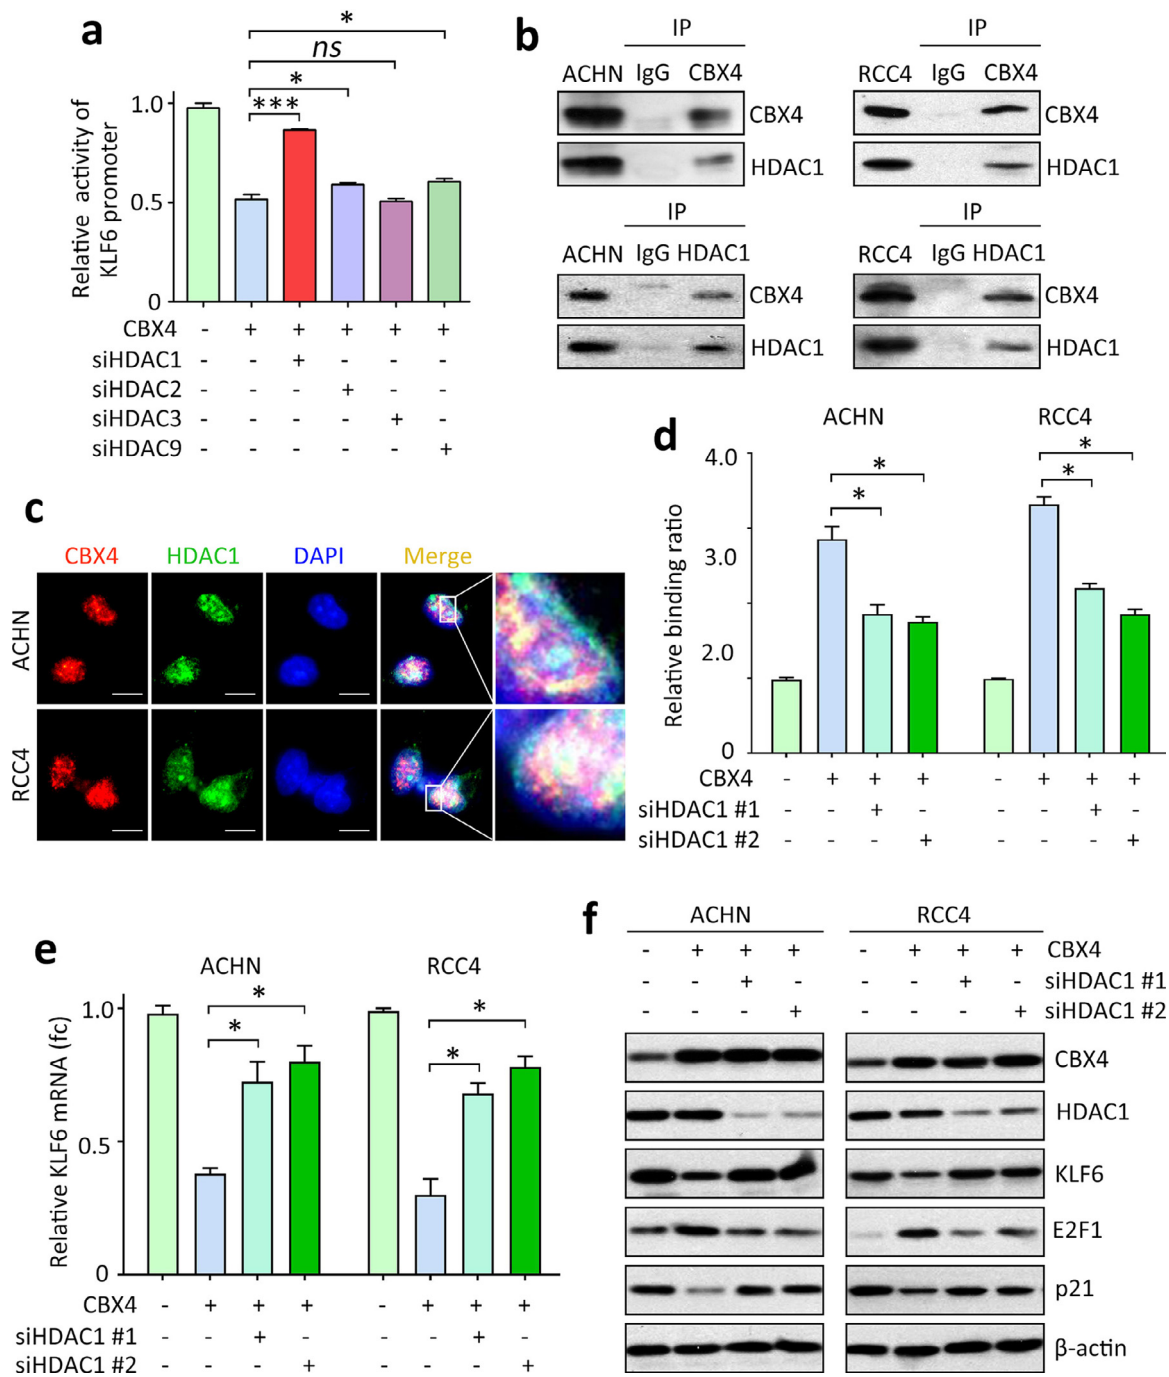 a
Relative activity of
KLF6 promoter
1.0
0.5
0
***
*
ns
*
CBX4 - + + + + +
siHDAC1 - - + - - -
siHDAC2 - - - + - -
siHDAC3 - - - - + -
siHDAC9 - - - - - +
b
IP
ACHN IgG CBX4
CBX4
HDAC1
IP
RCC4 IgG CBX4
CBX4
HDAC1
IP
ACHN IgG HDAC1
CBX4
HDAC1
IP
RCC4 IgG HDAC1
CBX4
HDAC1
c
CBX4 HDAC1 DAPI Merge
ACHN
RCC4
d
ACHN RCC4
Relative binding ratio
4.0
3.0
2.0
0
* * * *
CBX4 - + + + - + + +
siHDAC1 #1 - - + - - - + -
siHDAC1 #2 - - - + - - - +
e
ACHN RCC4
Relative KLF6 mRNA (fc)
1.0
0.5
0
* * * *
CBX4 - + + + - + + +
siHDAC1 #1 - - + - - - + -
siHDAC1 #2 - - - + - - - +
f
ACHN RCC4
- + + + - + + + CBX4
- - + - - - + - siHDAC1 #1
- - - + - - - + siHDAC1 #2
CBX4
HDAC1
KLF6
E2F1
p21
β-actin